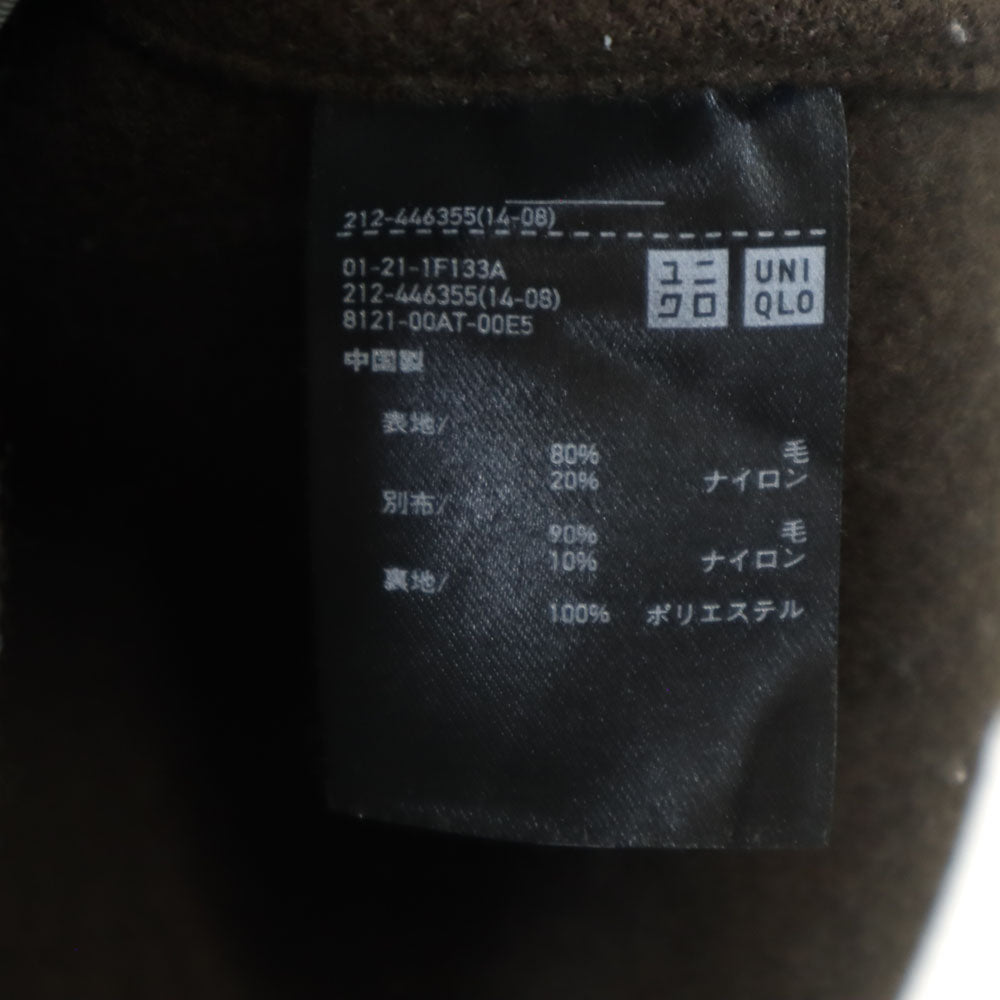 212-446355(14-08)
01-21-1F133A
212-446355(14-08)
8121-00AT-00E5
ユニ
クロ
UNI
QLO
中国製
表地/
80% 毛
20% ナイロン
別布/
90% 毛
10% ナイロン
裏地/
100% ポリエステル